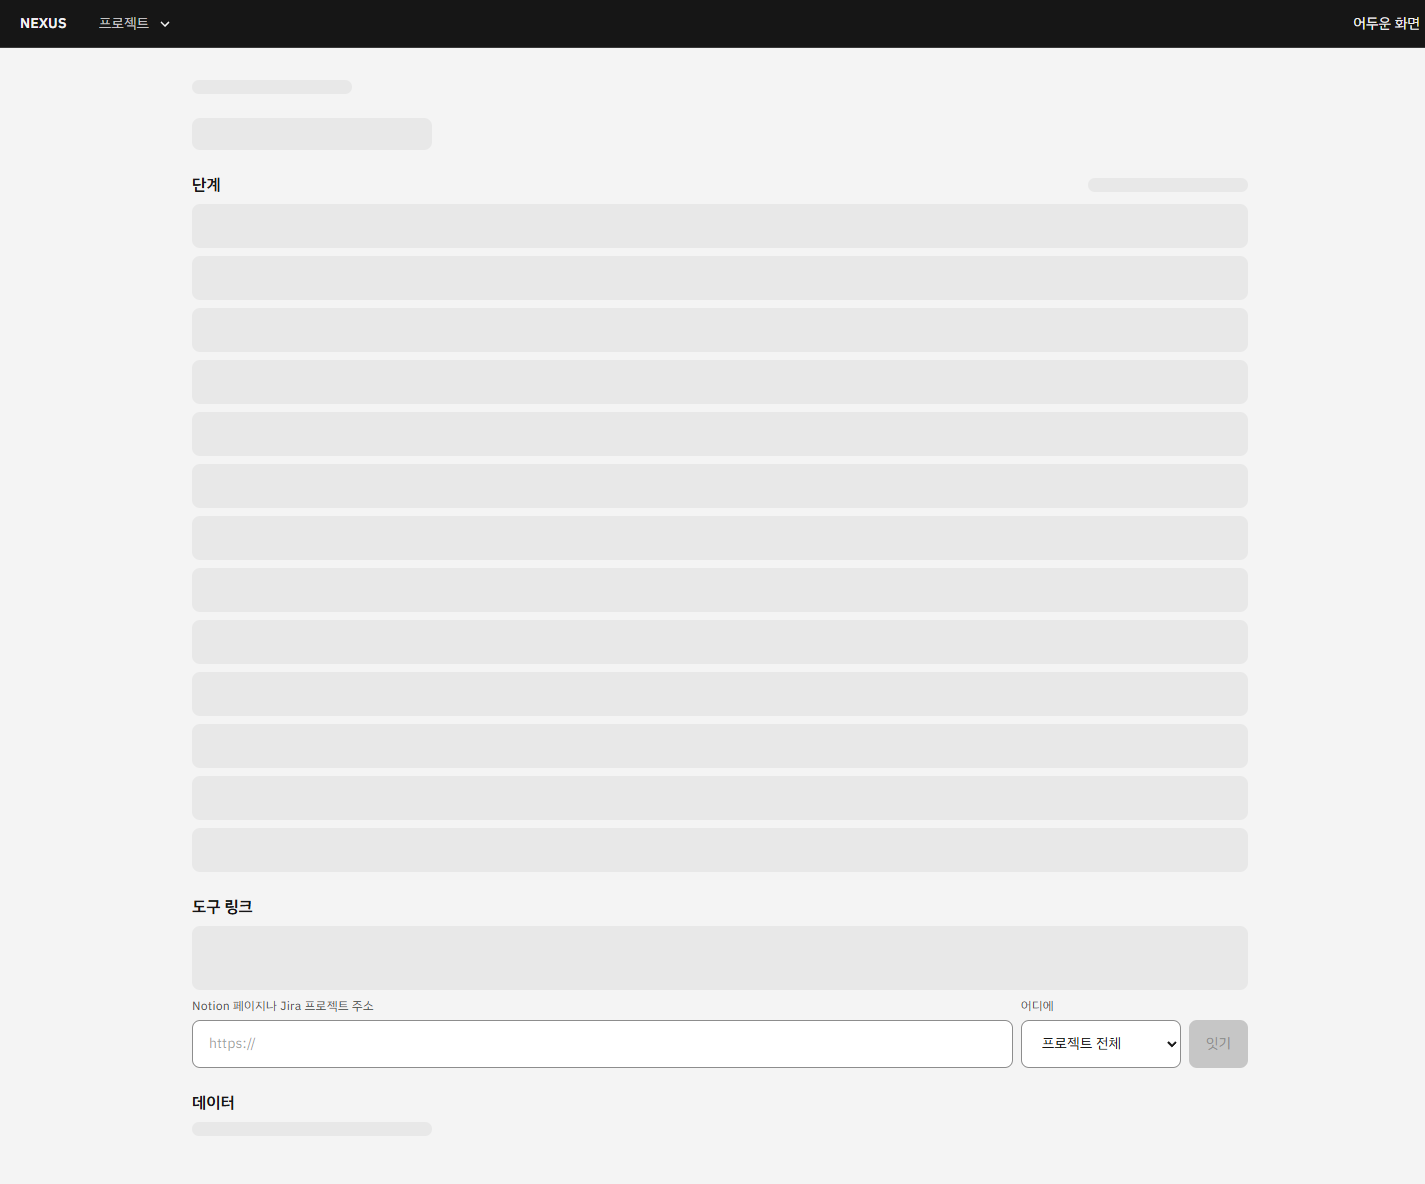 NEXUS 프로젝트 어두운 화면
단계
도구 링크
Notion 페이지나 Jira 프로젝트 주소 어디에
https:// 프로젝트 전체 잇기
데이터